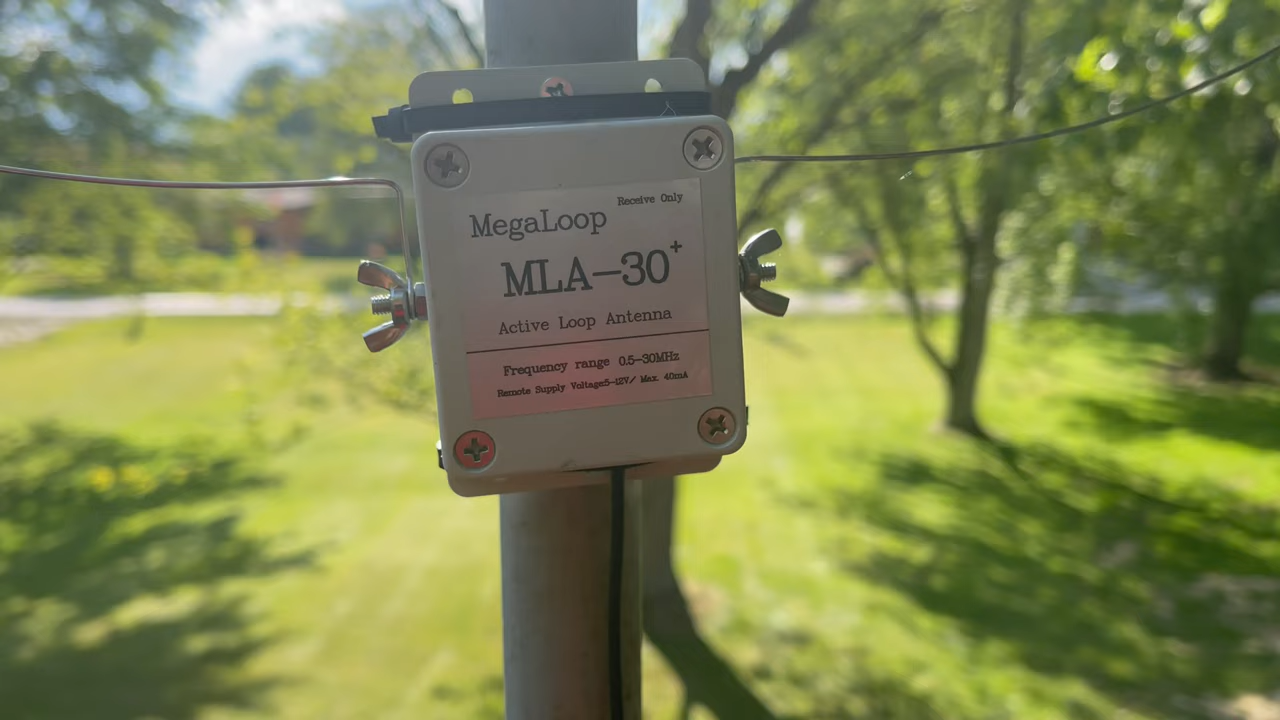 Receive Only
MegaLoop
MLA-30+
Active Loop Antenna
Frequency range 0.5-30MHz
Remote Supply Voltage5-12V/ Max. 40mA